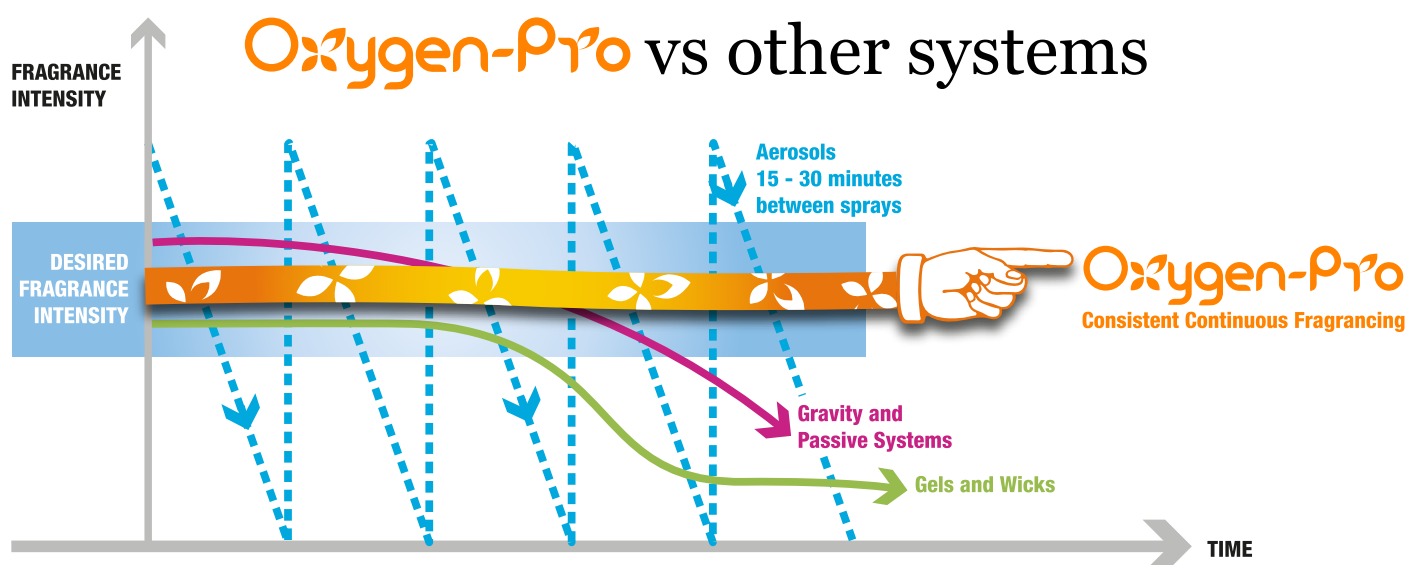 Oxygen-Pro vs other systems
FRAGRANCE
INTENSITY
Aerosols
15 - 30 minutes
between sprays
DESIRED
FRAGRANCE
INTENSITY
Oxygen-Pro
Consistent Continuous Fragrancing
Gravity and
Passive Systems
Gels and Wicks
TIME